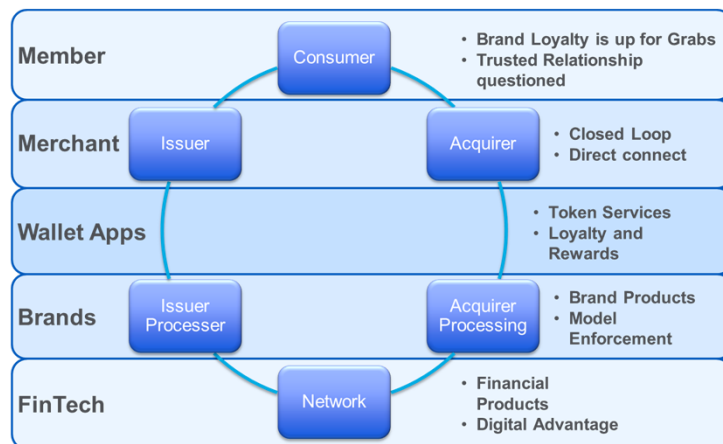 Member
Consumer
• Brand Loyalty is up for Grabs
• Trusted Relationship
questioned
Merchant
Issuer
Acquirer
• Closed Loop
• Direct connect
Wallet Apps
• Token Services
• Loyalty and
Rewards
Brands
Issuer
Processer
Acquirer
Processing
• Brand Products
• Model
Enforcement
FinTech
Network
• Financial
Products
• Digital Advantage